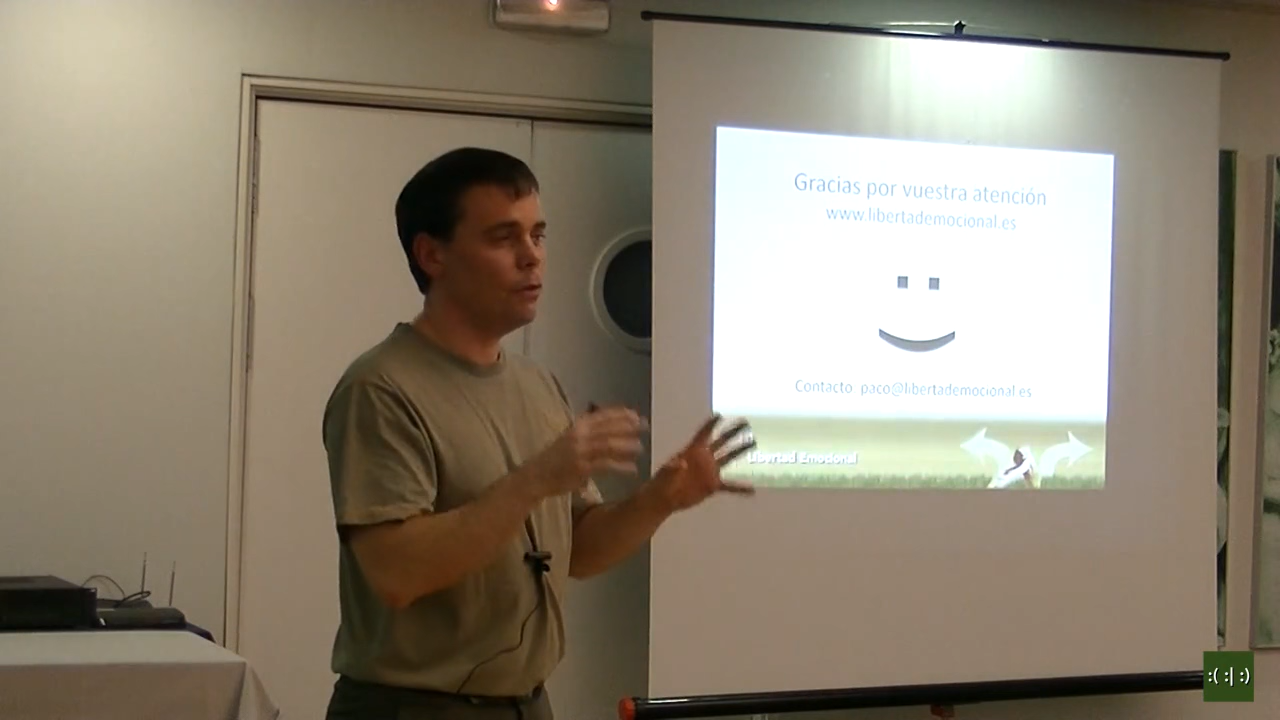 Gracias por vuestra atención
www.libertademocional.es
Contacto: paco@libertademocional.es
Libertad Emocional
:( :| :)